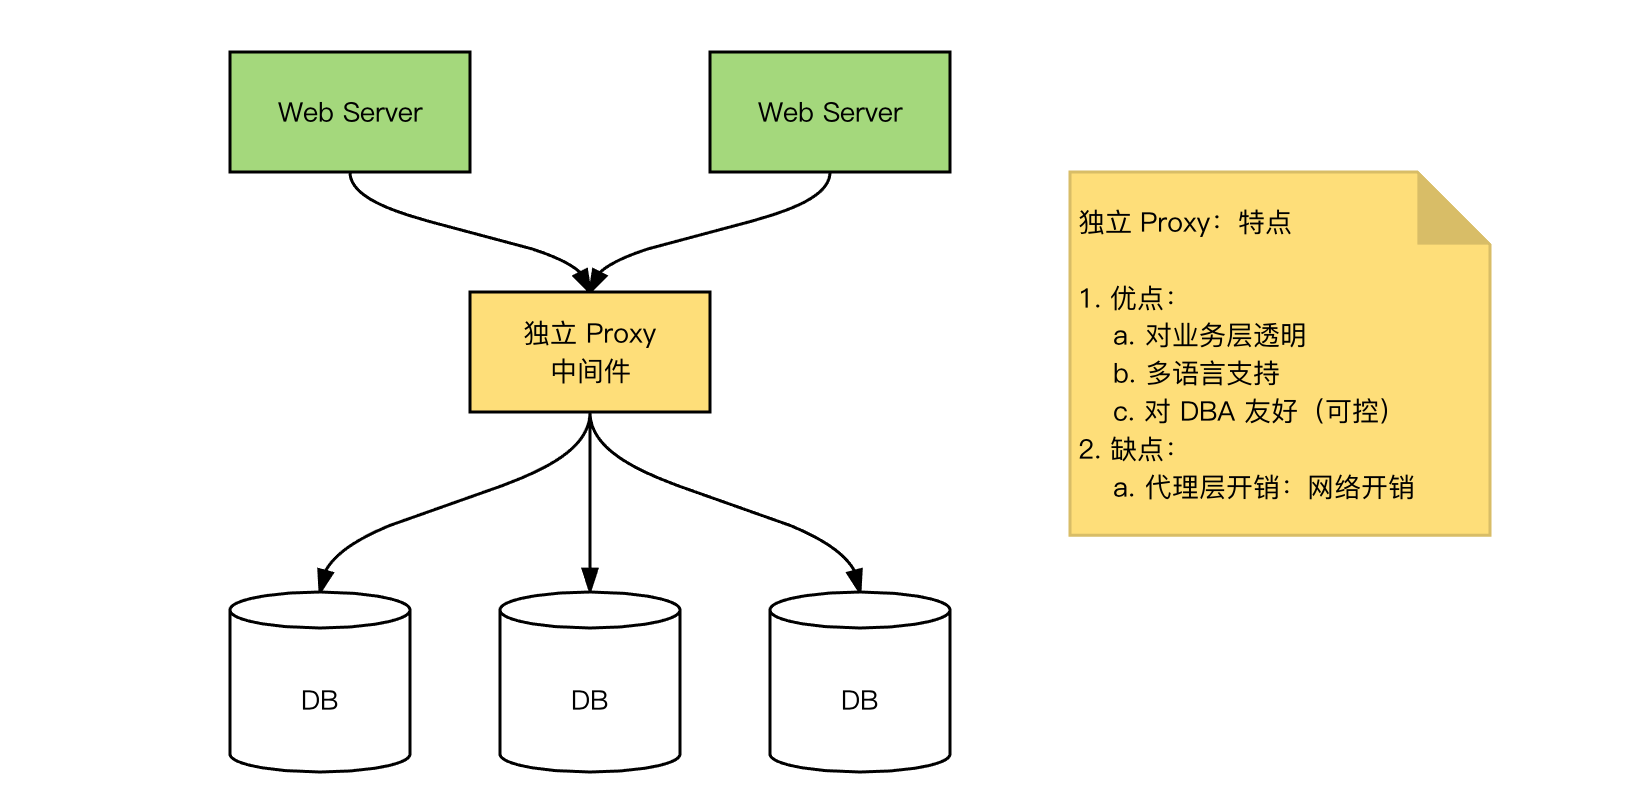 Web Server
Web Server
独立 Proxy
中间件
DB
DB
DB
独立 Proxy：特点
1. 优点：
a. 对业务层透明
b. 多语言支持
c. 对 DBA 友好（可控）
2. 缺点：
a. 代理层开销：网络开销